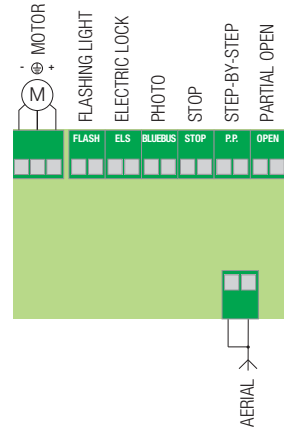 MOTOR
- +
M
FLASHING LIGHT
ELECTRIC LOCK
PHOTO
STOP
STEP-BY-STEP
PARTIAL OPEN
FLASH
ELS
BLUEBUS
STOP
P.P.
OPEN
AERIAL